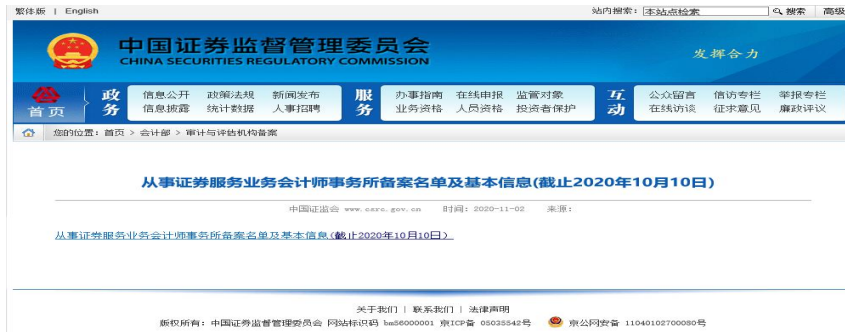 繁体版 | English 站内搜索: 本站点检索 搜索 高级
中国证券监督管理委员会
CHINA SECURITIES REGULATORY COMMISSION
发挥合力
首页
政务
信息公开 政策法规 新闻发布
信息披露 统计数据 人事招聘
服务
办事指南 在线申报 监管对象
业务资格 人员资格 投资者保护
互动
公众留言 信访专栏 举报专栏
在线访谈 征求意见 廉政评议
您的位置: 首页 > 会计部 > 审计与评估机构备案
从事证券服务业务会计师事务所备案名单及基本信息(截止2020年10月10日)
中国证监会 www.csrc.gov.cn 时间: 2020-11-02 来源:
从事证券服务业务会计师事务所备案名单及基本信息(截止2020年10月10日)
关于我们 | 联系我们 | 法律声明
版权所有: 中国证券监督管理委员会 网站标识码 bm56000001 京ICP备 05035542号 京公网安备 11040102700080号